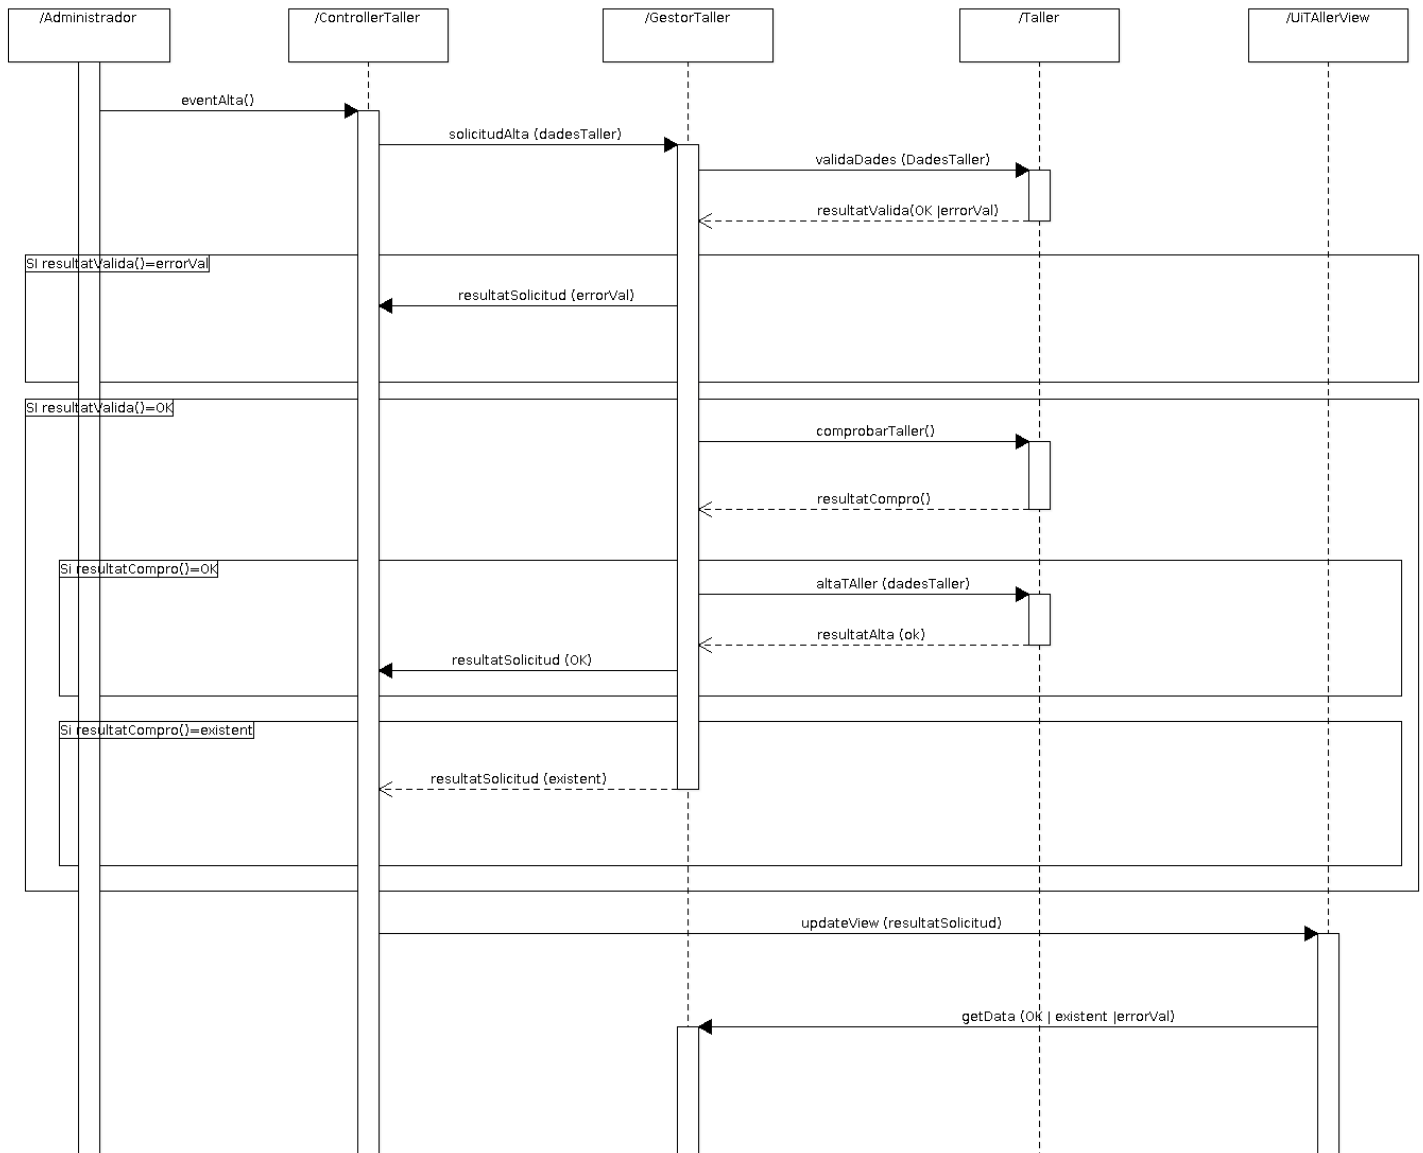 /Administrador
/ControllerTaller
/GestorTaller
/Taller
/UiTAllerView
eventAlta()
solicitudAlta (dadesTaller)
validaDades (DadesTaller)
resultatValida(OK |errorVal)
SI resultatValida()=errorVal
resultatSolicitud (errorVal)
SI resultatValida()=OK
comprobarTaller()
resultatCompro()
Si resultatCompro()=OK
altaTAller (dadesTaller)
resultatAlta (ok)
resultatSolicitud (OK)
Si resultatCompro()=existent
resultatSolicitud (existent)
updateView (resultatSolicitud)
getData (OK | existent |errorVal)